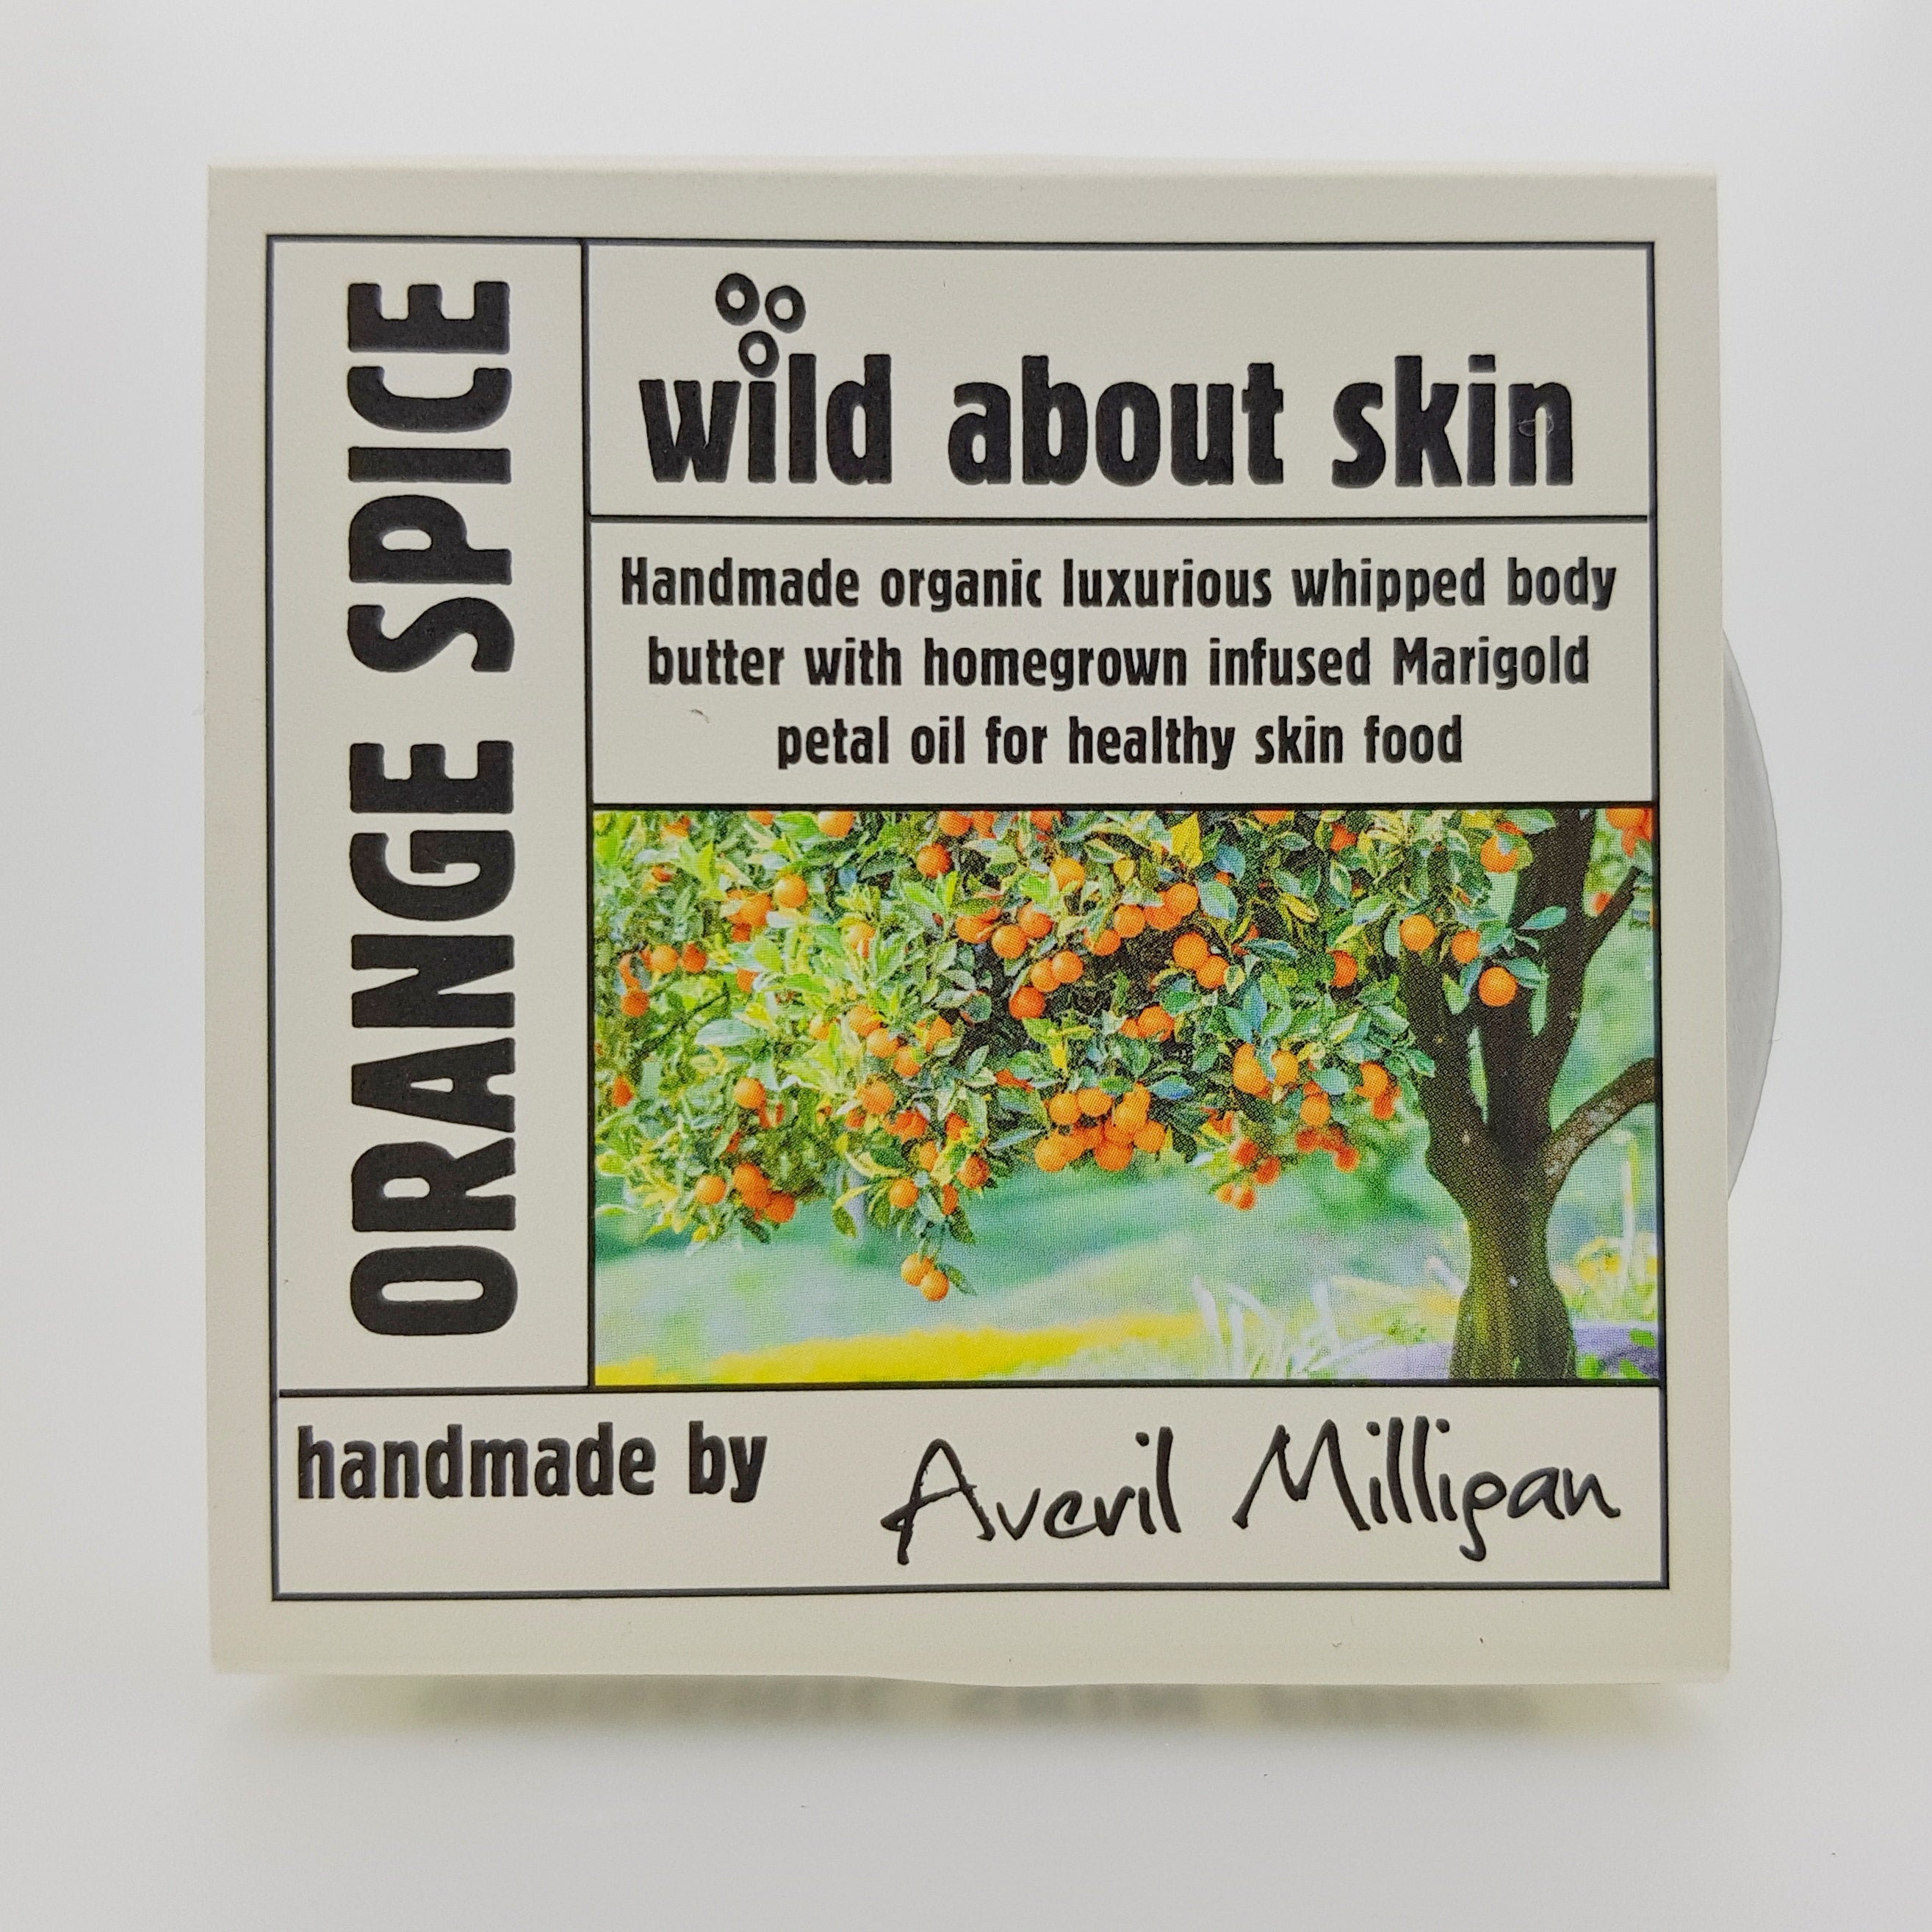 ORANGE SPICE
wild about skin
Handmade organic luxurious whipped body
butter with homegrown infused Marigold
petal oil for healthy skin food
handmade by
Averil Milligan